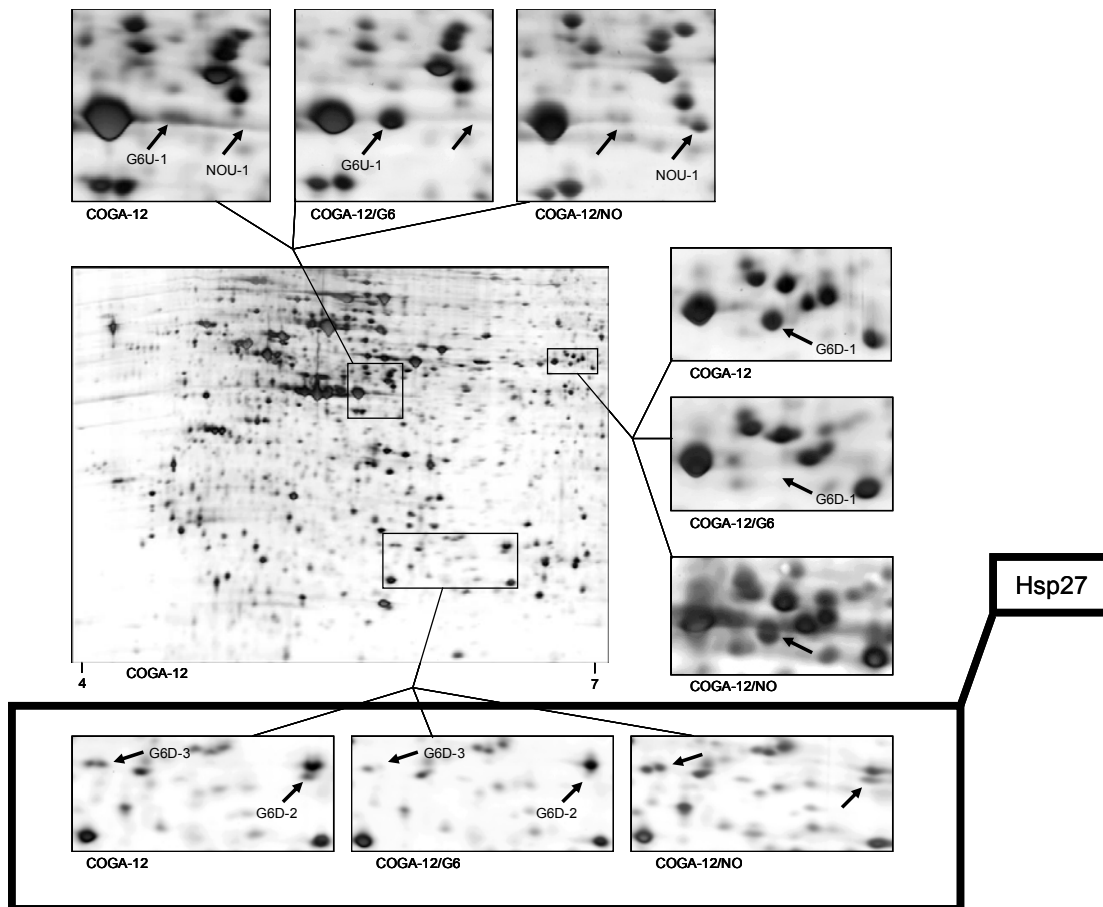 G6U-1
NOU-1
G6U-1
NOU-1
COGA-12
COGA-12/G6
COGA-12/NO
G6D-1
COGA-12
G6D-1
COGA-12/G6
COGA-12/NO
Hsp27
4
COGA-12
7
G6D-3
G6D-2
G6D-3
G6D-2
COGA-12
COGA-12/G6
COGA-12/NO